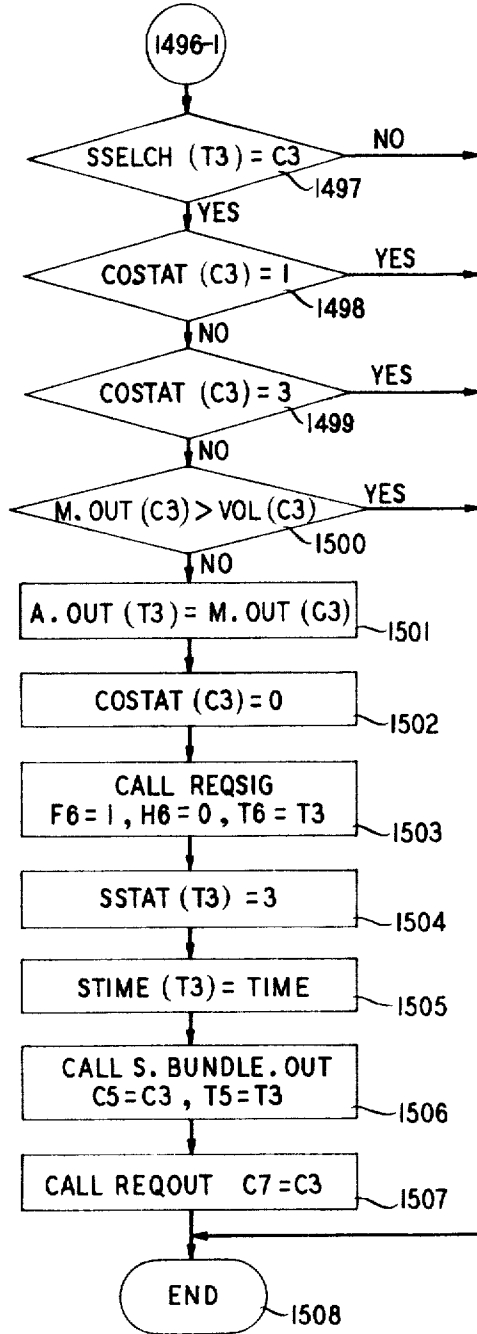 1496-1
SSELCH (T3) = C3
NO
1497
YES
COSTAT (C3) = 1
YES
1498
NO
COSTAT (C3) = 3
YES
1499
NO
M. OUT (C3) > VOL (C3)
YES
1500
NO
A. OUT (T3) = M. OUT (C3)
1501
COSTAT (C3) = 0
1502
CALL REQSIG
F6 = 1, H6 = 0, T6 = T3
1503
SSTAT (T3) = 3
1504
STIME (T3) = TIME
1505
CALL S. BUNDLE. OUT
C5 = C3, T5 = T3
1506
CALL REQOUT C7 = C3
1507
END
1508